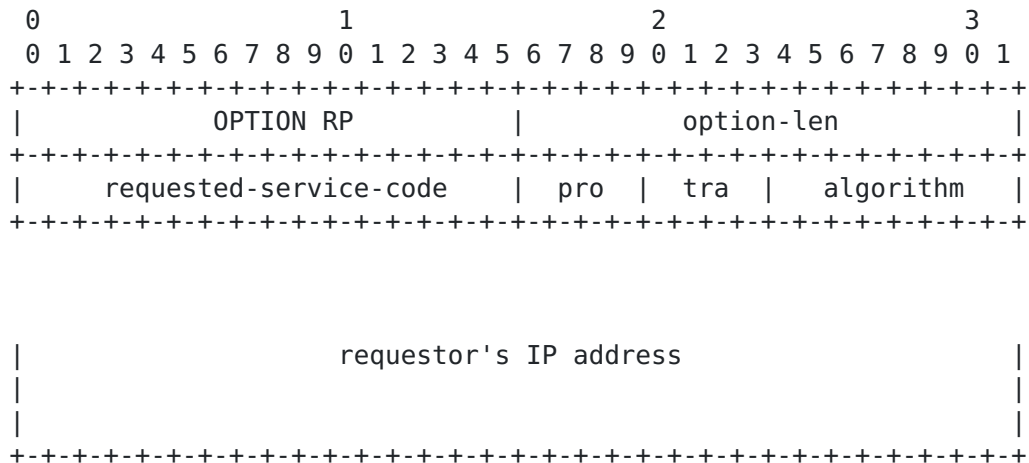 0                   1                   2                   3
0 1 2 3 4 5 6 7 8 9 0 1 2 3 4 5 6 7 8 9 0 1 2 3 4 5 6 7 8 9 0 1
+-+-+-+-+-+-+-+-+-+-+-+-+-+-+-+-+-+-+-+-+-+-+-+-+-+-+-+-+-+-+-+-+
|           OPTION RP           |          option-len           |
+-+-+-+-+-+-+-+-+-+-+-+-+-+-+-+-+-+-+-+-+-+-+-+-+-+-+-+-+-+-+-+-+
|     requested-service-code    |  pro  |  tra  |   algorithm   |
+-+-+-+-+-+-+-+-+-+-+-+-+-+-+-+-+-+-+-+-+-+-+-+-+-+-+-+-+-+-+-+-+
|                    requestor's IP address                     |
|                                                               |
|                                                               |
+-+-+-+-+-+-+-+-+-+-+-+-+-+-+-+-+-+-+-+-+-+-+-+-+-+-+-+-+-+-+-+-+